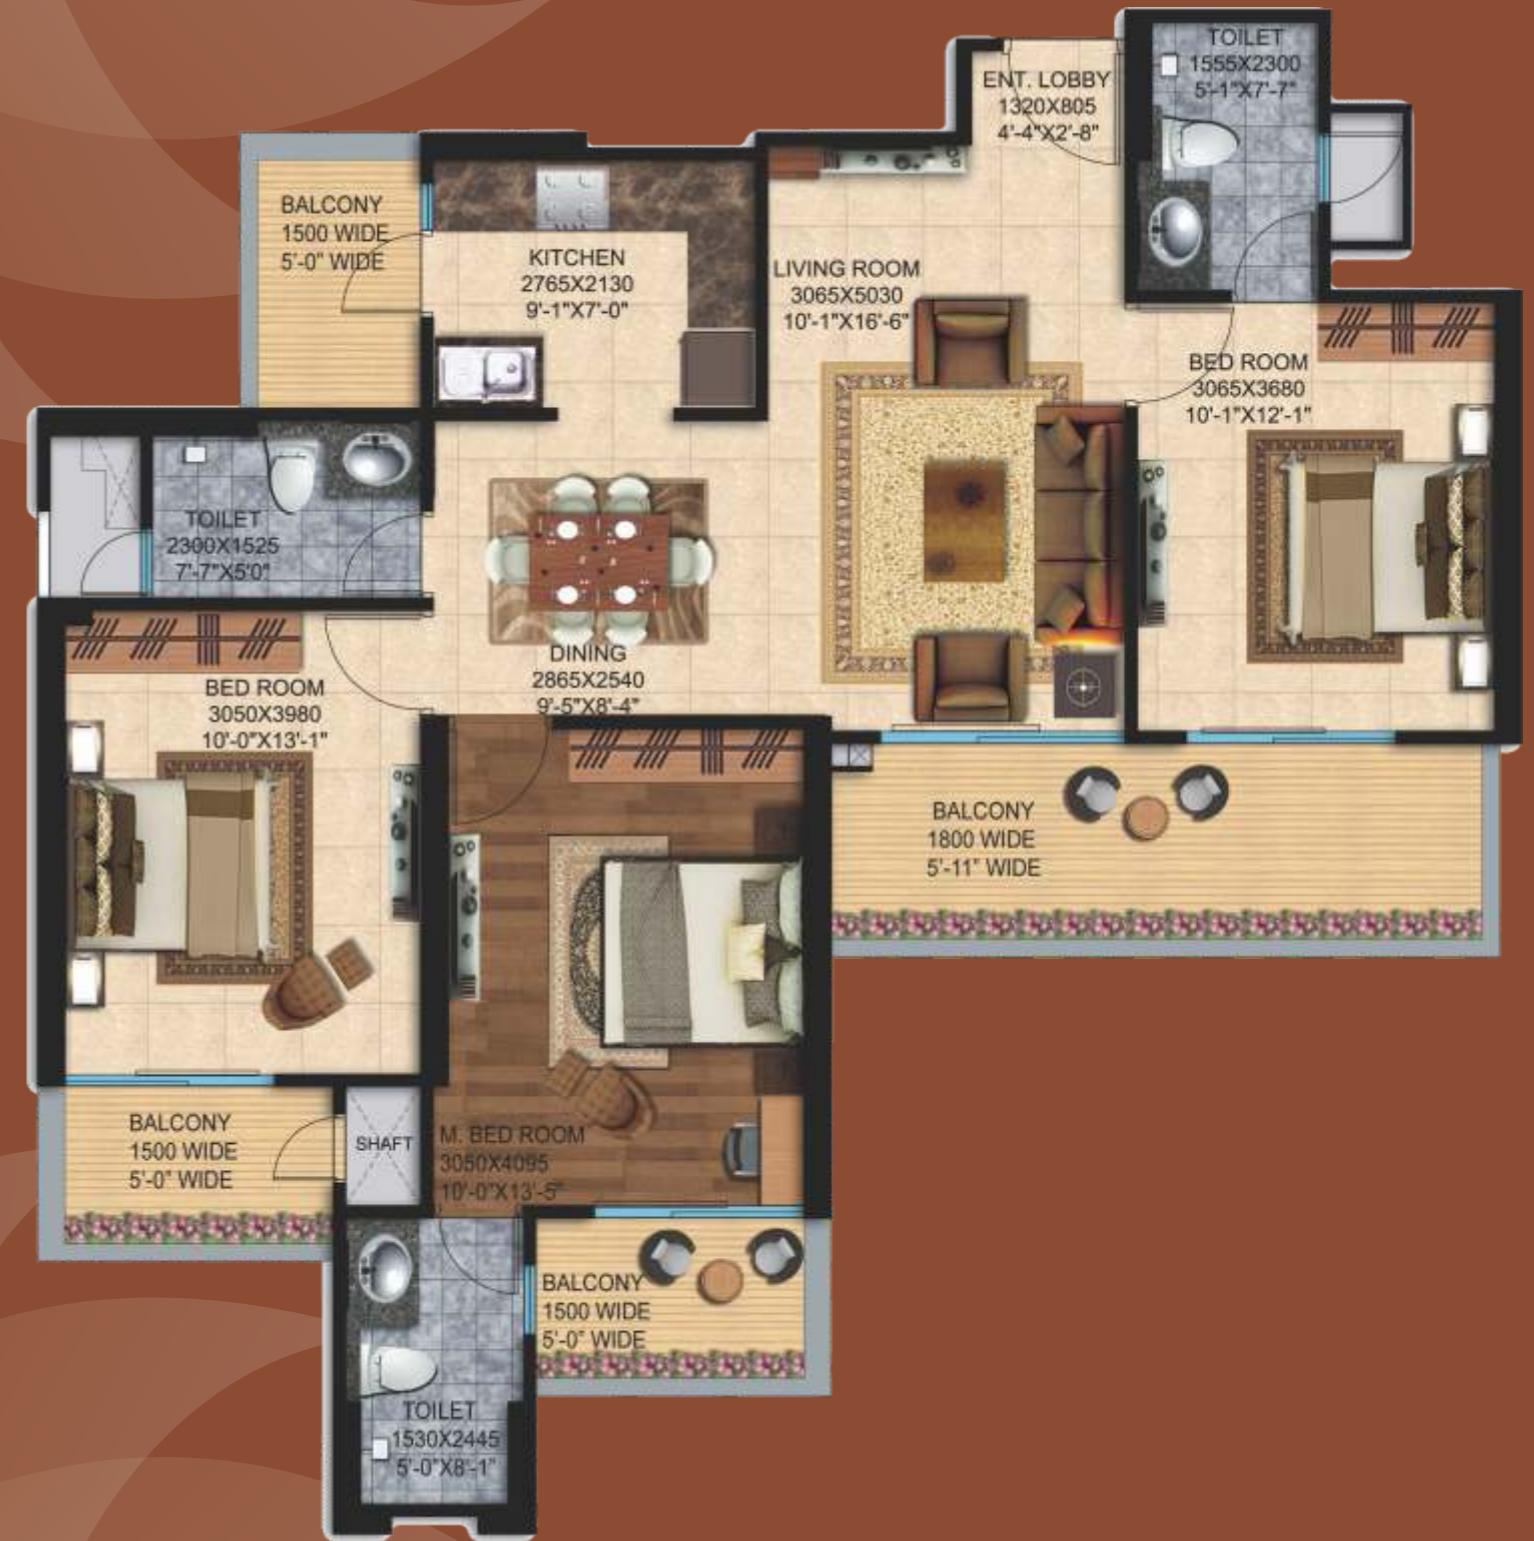 TOILET
1555X2300
5'-1"X7'-7"
ENT. LOBBY
1320X805
4'-4"X2'-8"
BALCONY
1500 WIDE
5'-0" WIDE
KITCHEN
2765X2130
9'-1"X7'-0"
LIVING ROOM
3065X5030
10'-1"X16'-6"
BED ROOM
3065X3680
10'-1"X12'-1"
TOILET
2300X1525
7'-7"X5'0"
DINING
2865X2540
9'-5"X8'-4"
BED ROOM
3050X3980
10'-0"X13'-1"
BALCONY
1800 WIDE
5'-11" WIDE
BALCONY
1500 WIDE
5'-0" WIDE
SHAFT
M. BED ROOM
3050X4095
10'-0"X13'-5"
BALCONY
1500 WIDE
5'-0" WIDE
TOILET
1530X2445
5'-0"X8'-1"